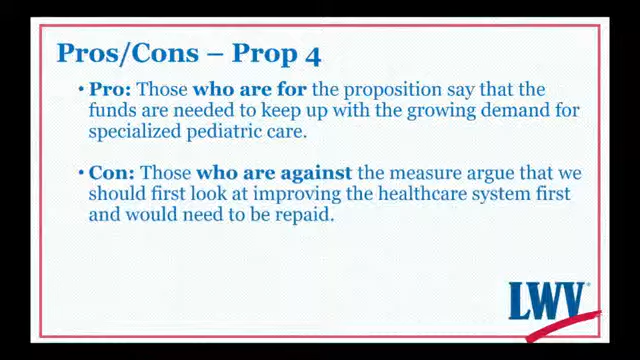 Pros/Cons – Prop 4
• Pro: Those who are for the proposition say that the
funds are needed to keep up with the growing demand for
specialized pediatric care.
• Con: Those who are against the measure argue that we
should first look at improving the healthcare system first
and would need to be repaid.
LWV®